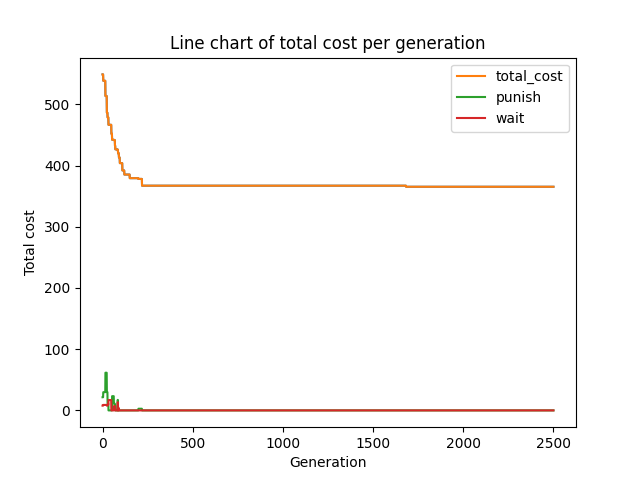 Line chart of total cost per generation
total_cost
punish
wait
500
400
300
200
100
0
Total cost
0 500 1000 1500 2000 2500
Generation